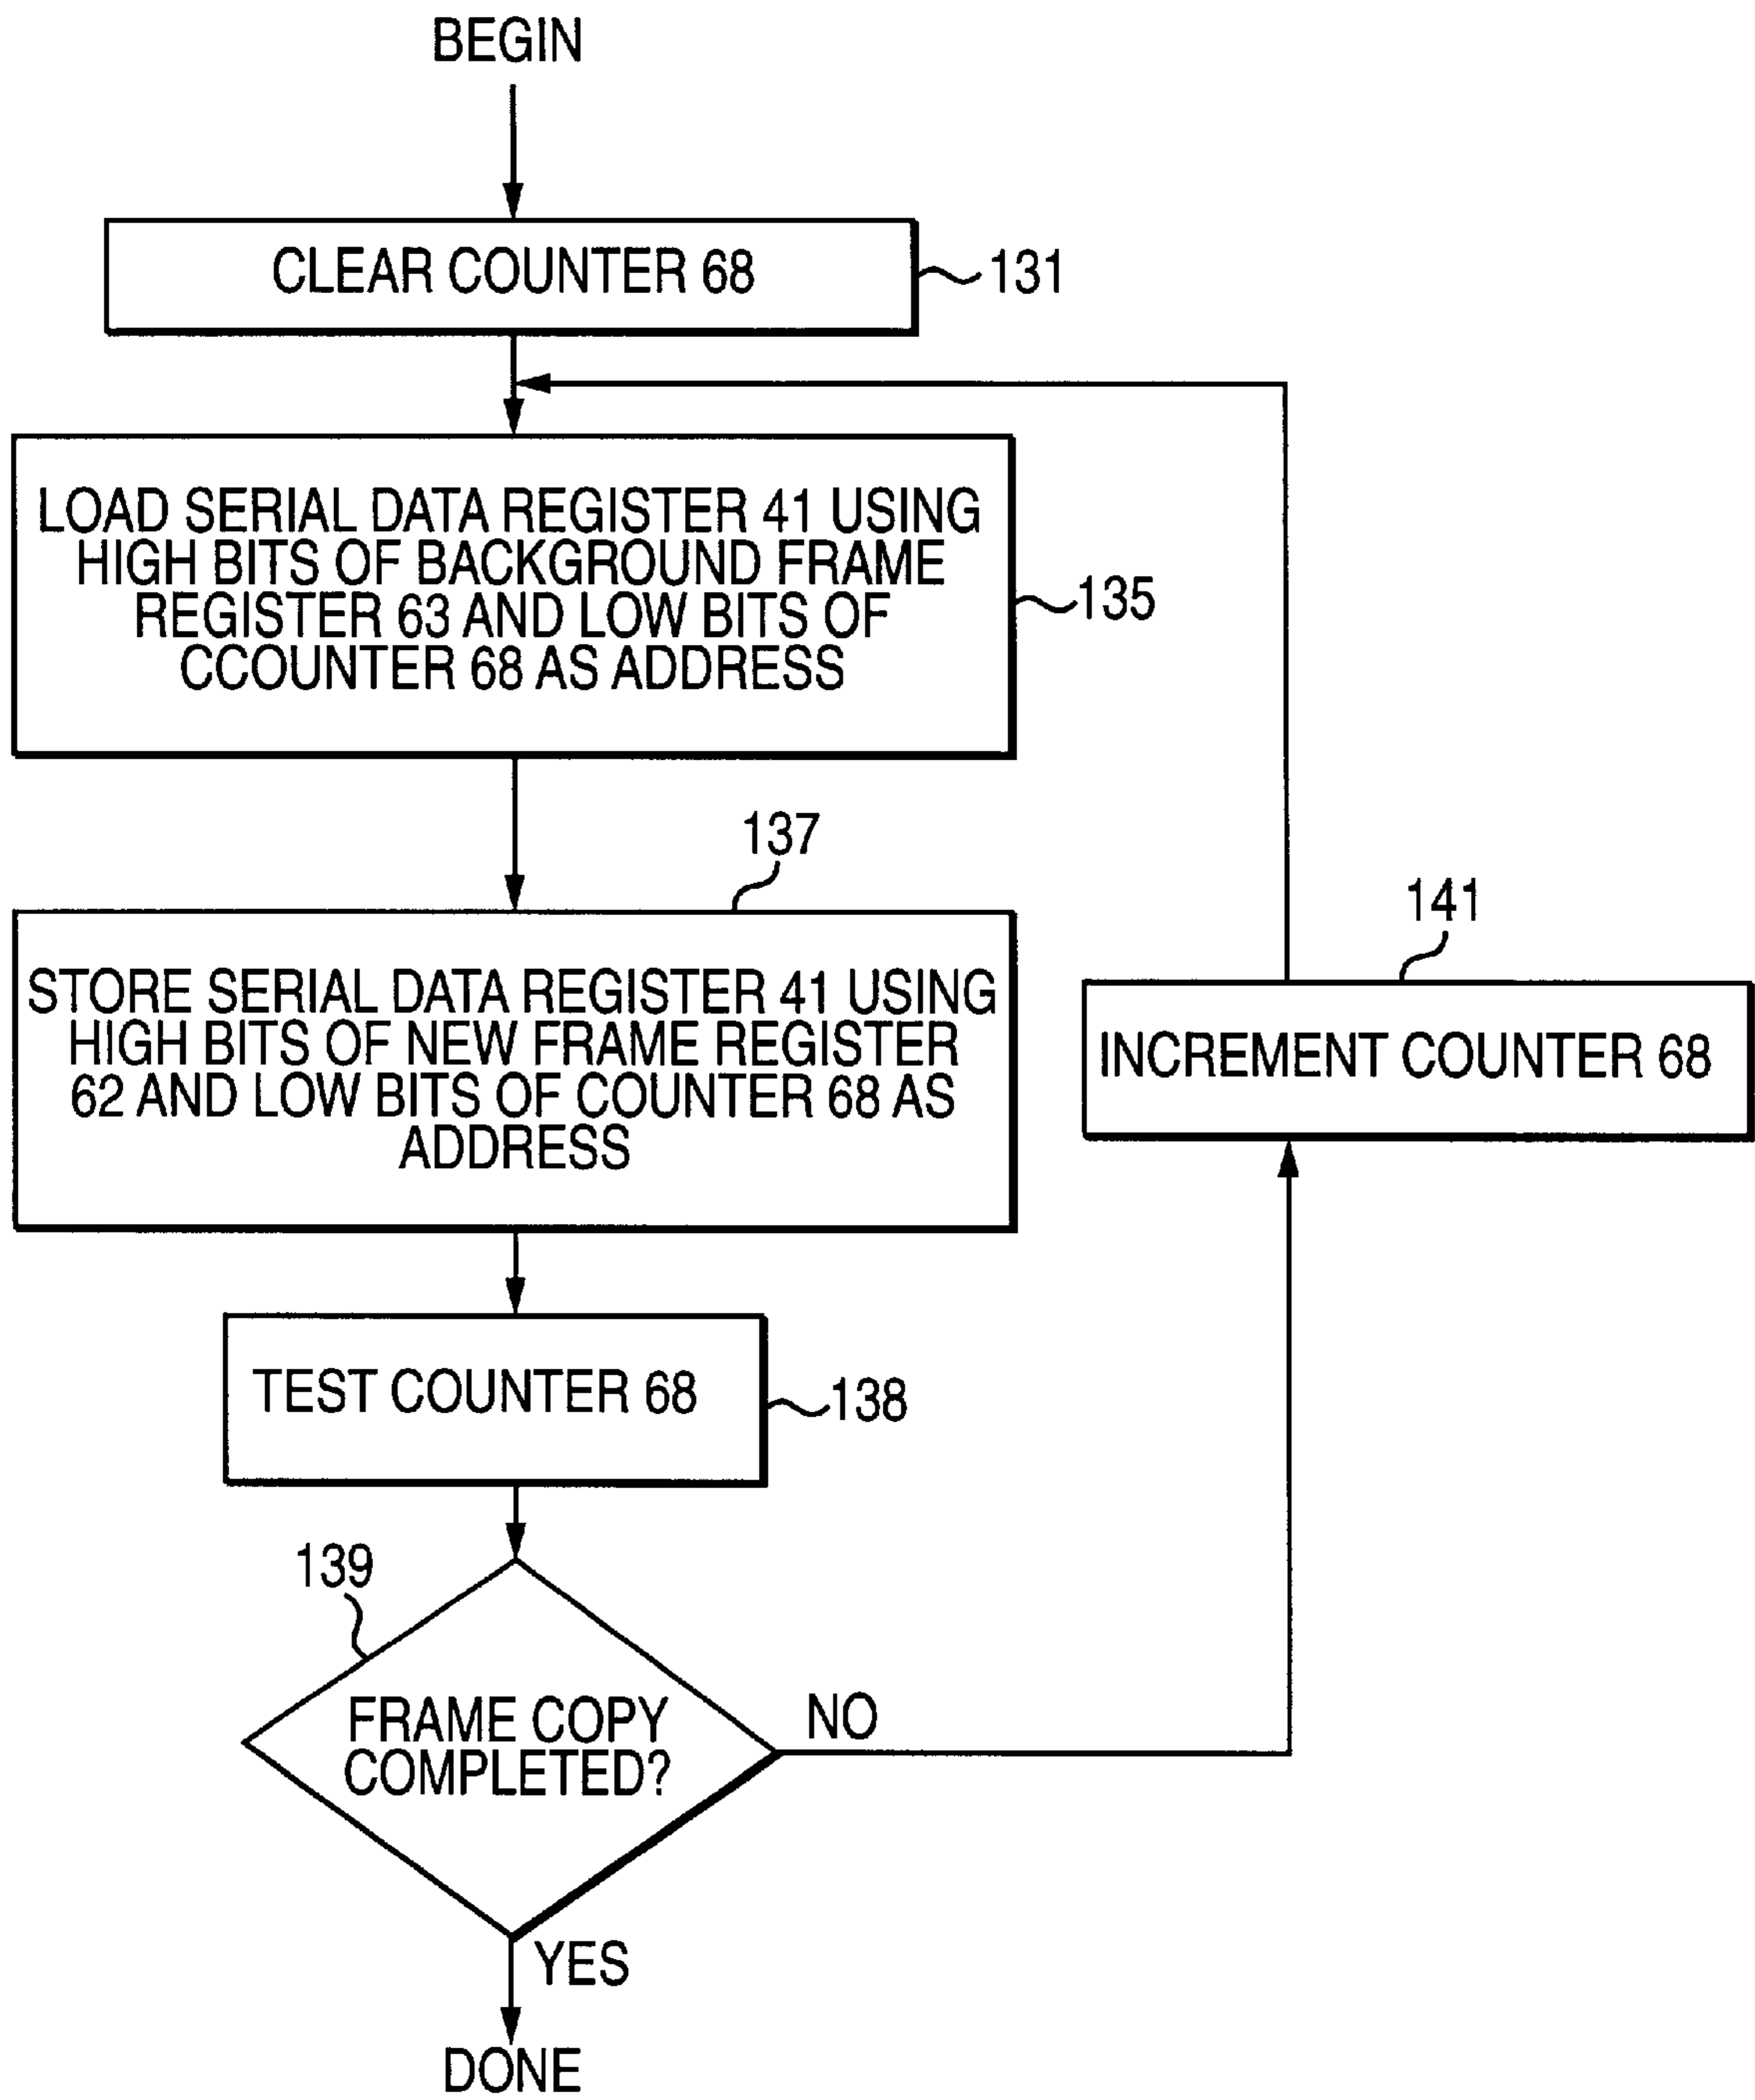 BEGIN
CLEAR COUNTER 68
131
LOAD SERIAL DATA REGISTER 41 USING
HIGH BITS OF BACKGROUND FRAME
REGISTER 63 AND LOW BITS OF
CCOUNTER 68 AS ADDRESS
135
137
STORE SERIAL DATA REGISTER 41 USING
HIGH BITS OF NEW FRAME REGISTER
62 AND LOW BITS OF COUNTER 68 AS
ADDRESS
141
INCREMENT COUNTER 68
TEST COUNTER 68
138
139
FRAME COPY
COMPLETED?
NO
YES
DONE